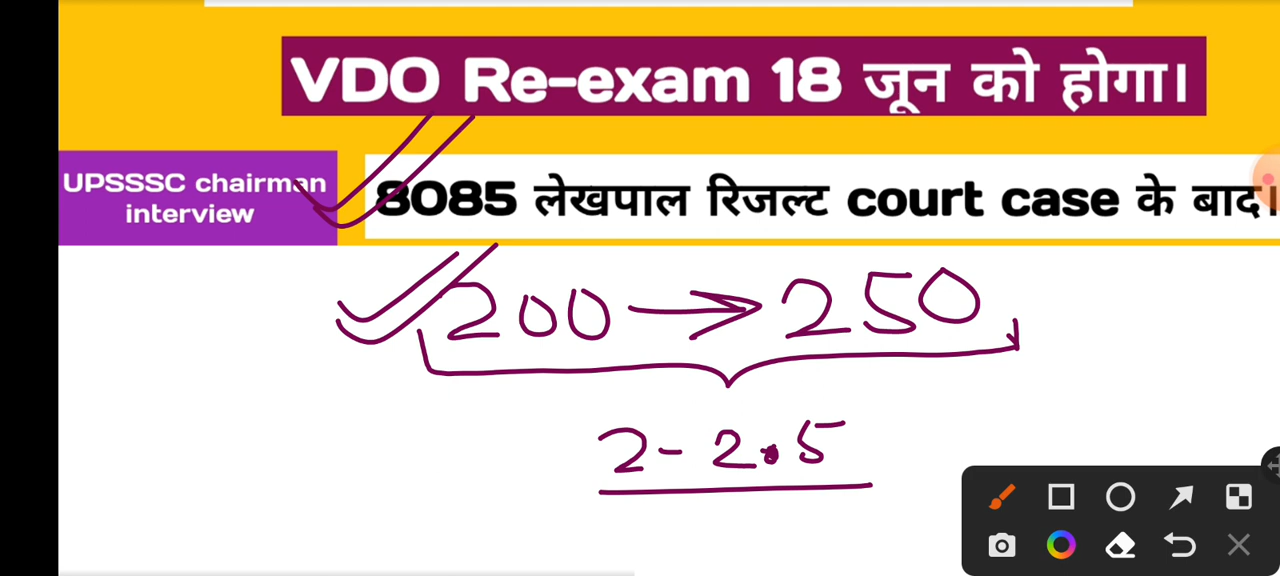 VDO Re-exam 18 जून को होगा।
UPSSSC chairman
interview
8085 लेखपाल रिजल्ट court case के बाद।
200 → 250
2 - 2.5